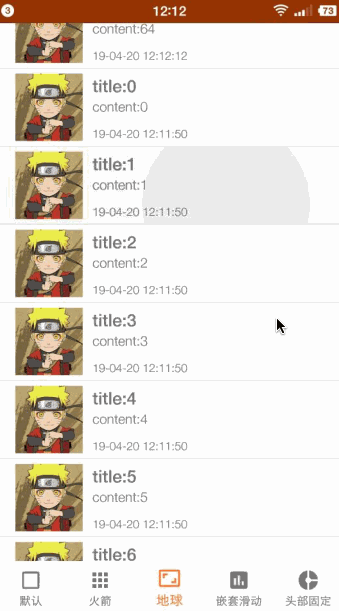 3
12:12
73
content:64
19-04-20 12:12:12
title:0
content:0
19-04-20 12:11:50
title:1
content:1
19-04-20 12:11:50
title:2
content:2
19-04-20 12:11:50
title:3
content:3
19-04-20 12:11:50
title:4
content:4
19-04-20 12:11:50
title:5
content:5
19-04-20 12:11:50
title:6
默认 火箭 地球 嵌套滑动 头部固定